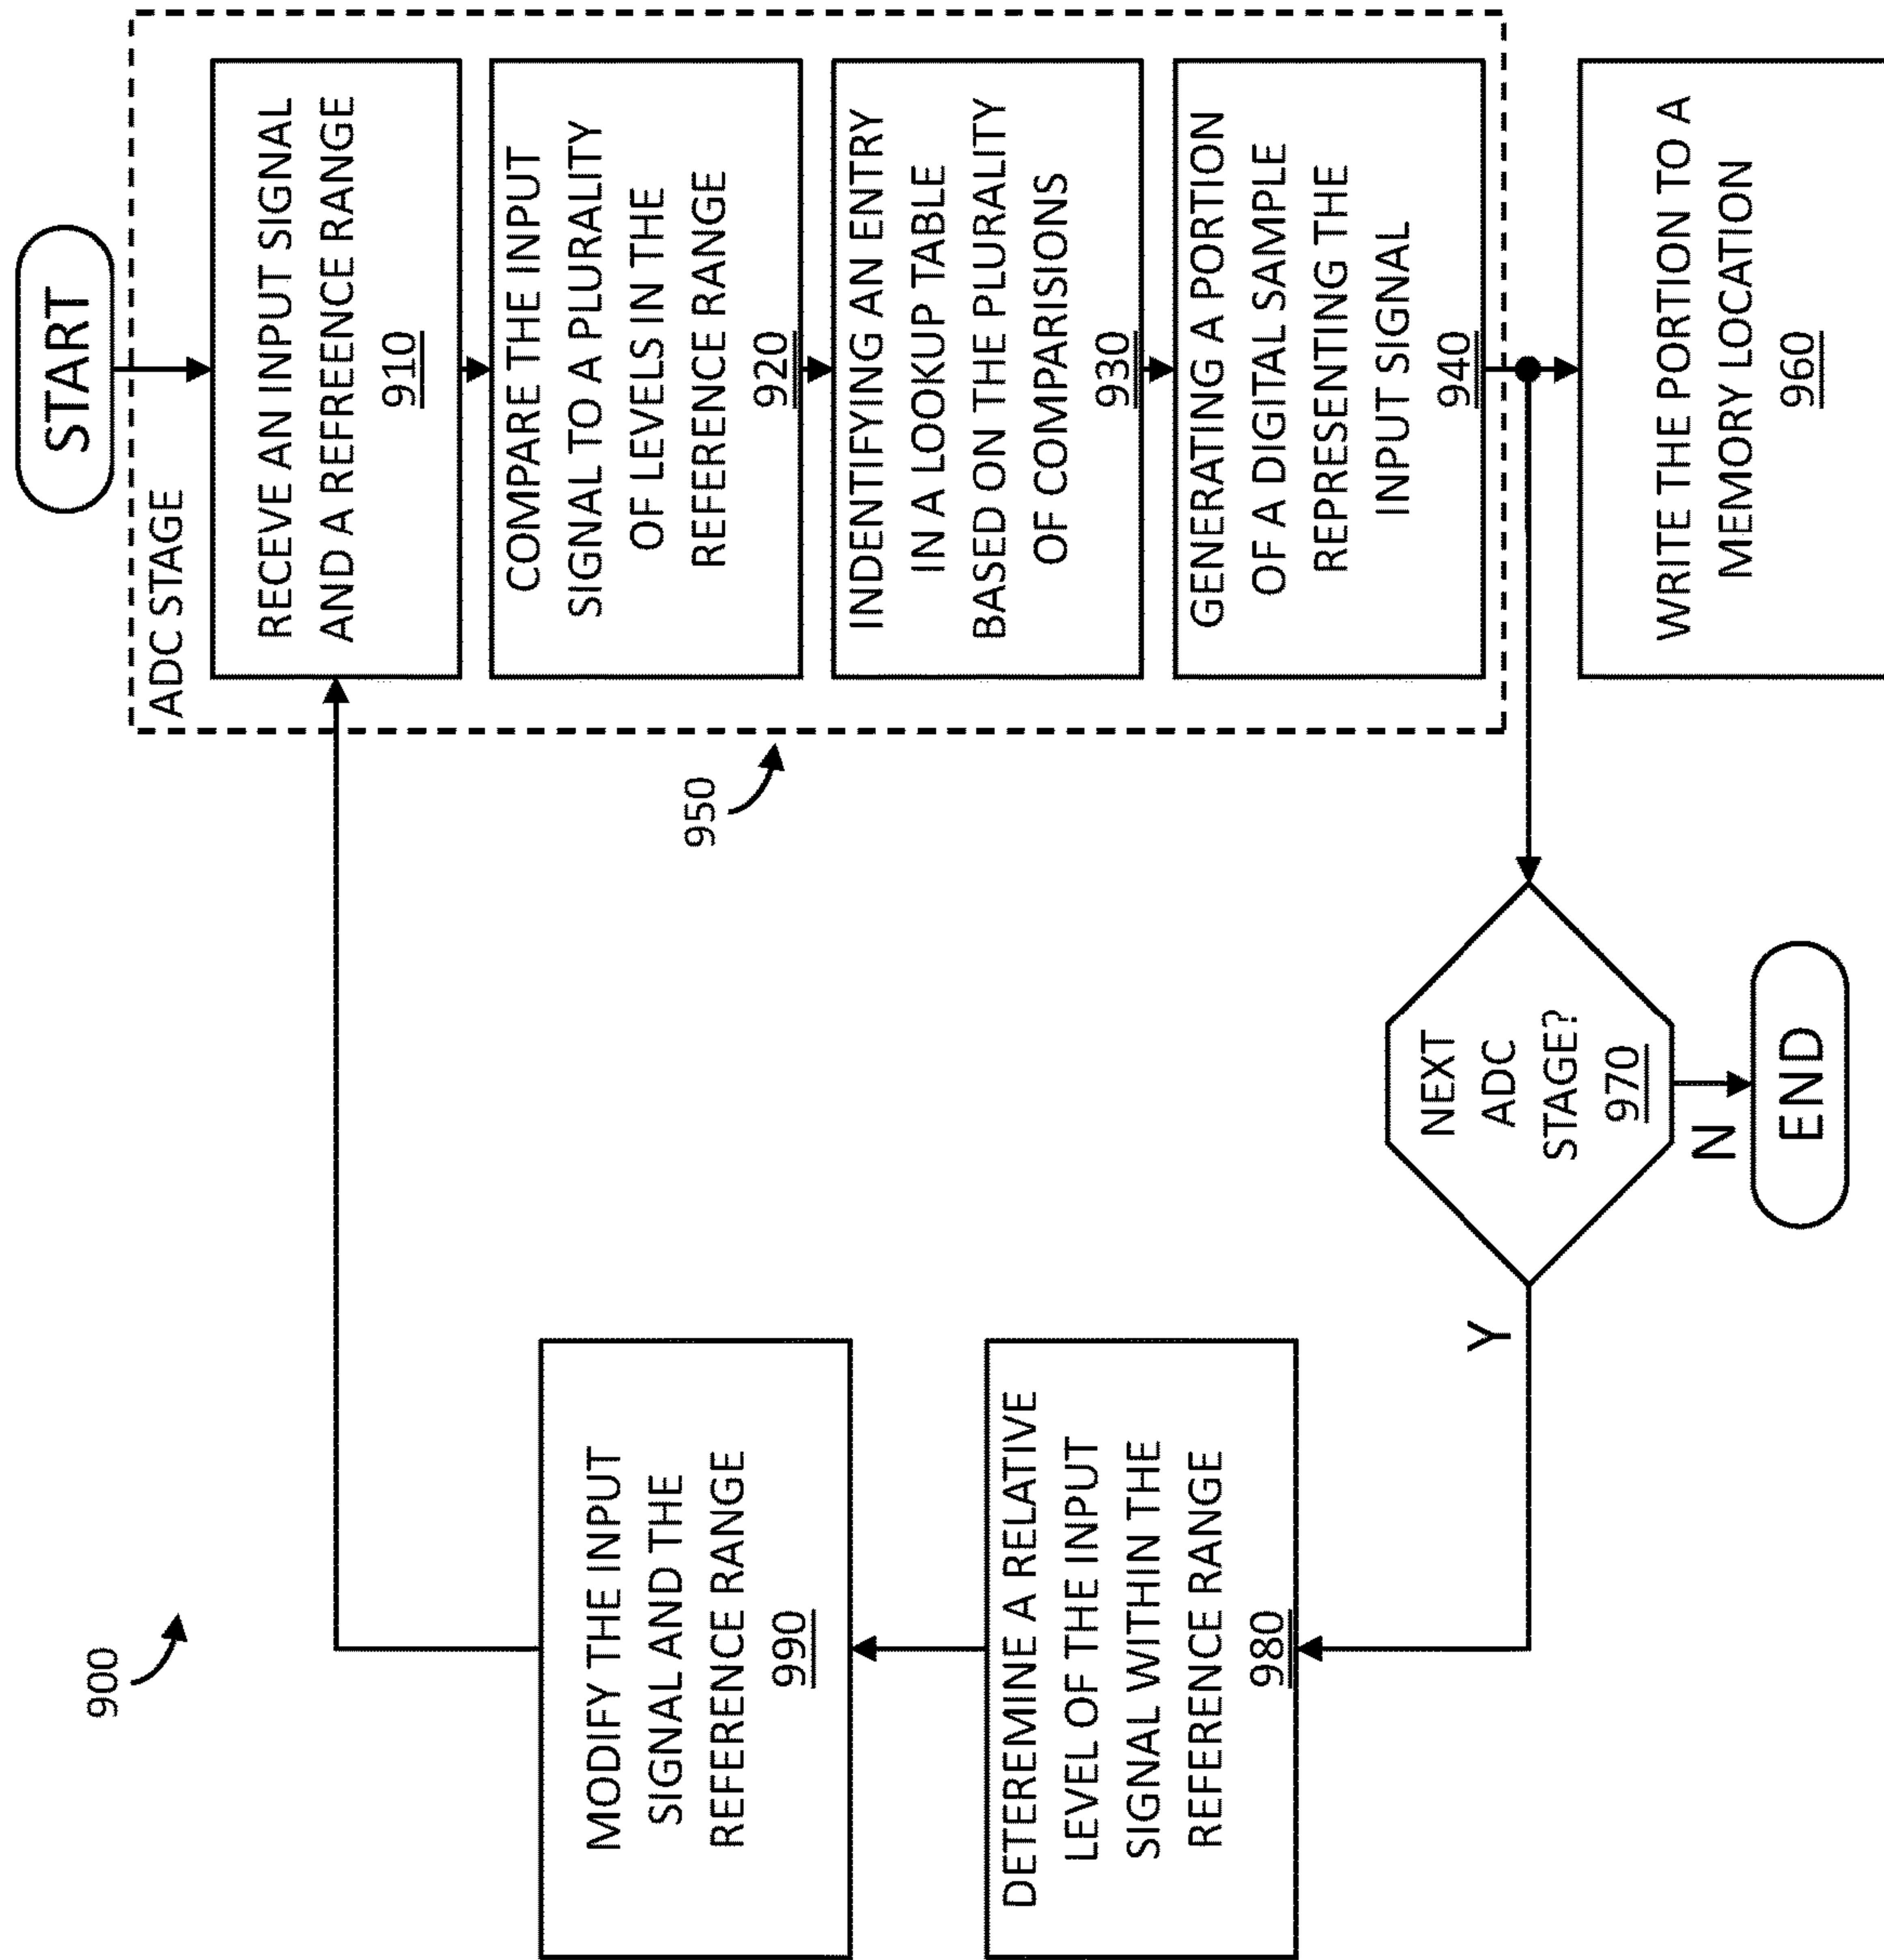 900
START
ADC STAGE
RECEVE AN INPUT SIGNAL
AND A REFREENCE RANGE
910
COMPARE THE INPUT
SIGNAL TO A PLURALITY
OF LEVELS IN THE
REFERENCE RANGE
920
INDENTIFYING AN ENTRY
IN A LOOKUP TABLE
BASED ON THE PLURALITY
OF COMPARISIONS
930
GENERATING A PORTION
OF A DIGITAL SAMPLE
REPRESENTING THE
INPUT SIGNAL
940
950
WRITE THE PORTION TO A
MEMORY LOCATION
960
NEXT
ADC
STAGE?
970
N
END
Y
DETEREMINE A RELATIVE
LEVEL OF THE INPUT
SIGNAL WITHIN THE
REFERENCE RANGE
980
MODIFY THE INPUT
SIGNAL AND THE
REFERENCE RANGE
990